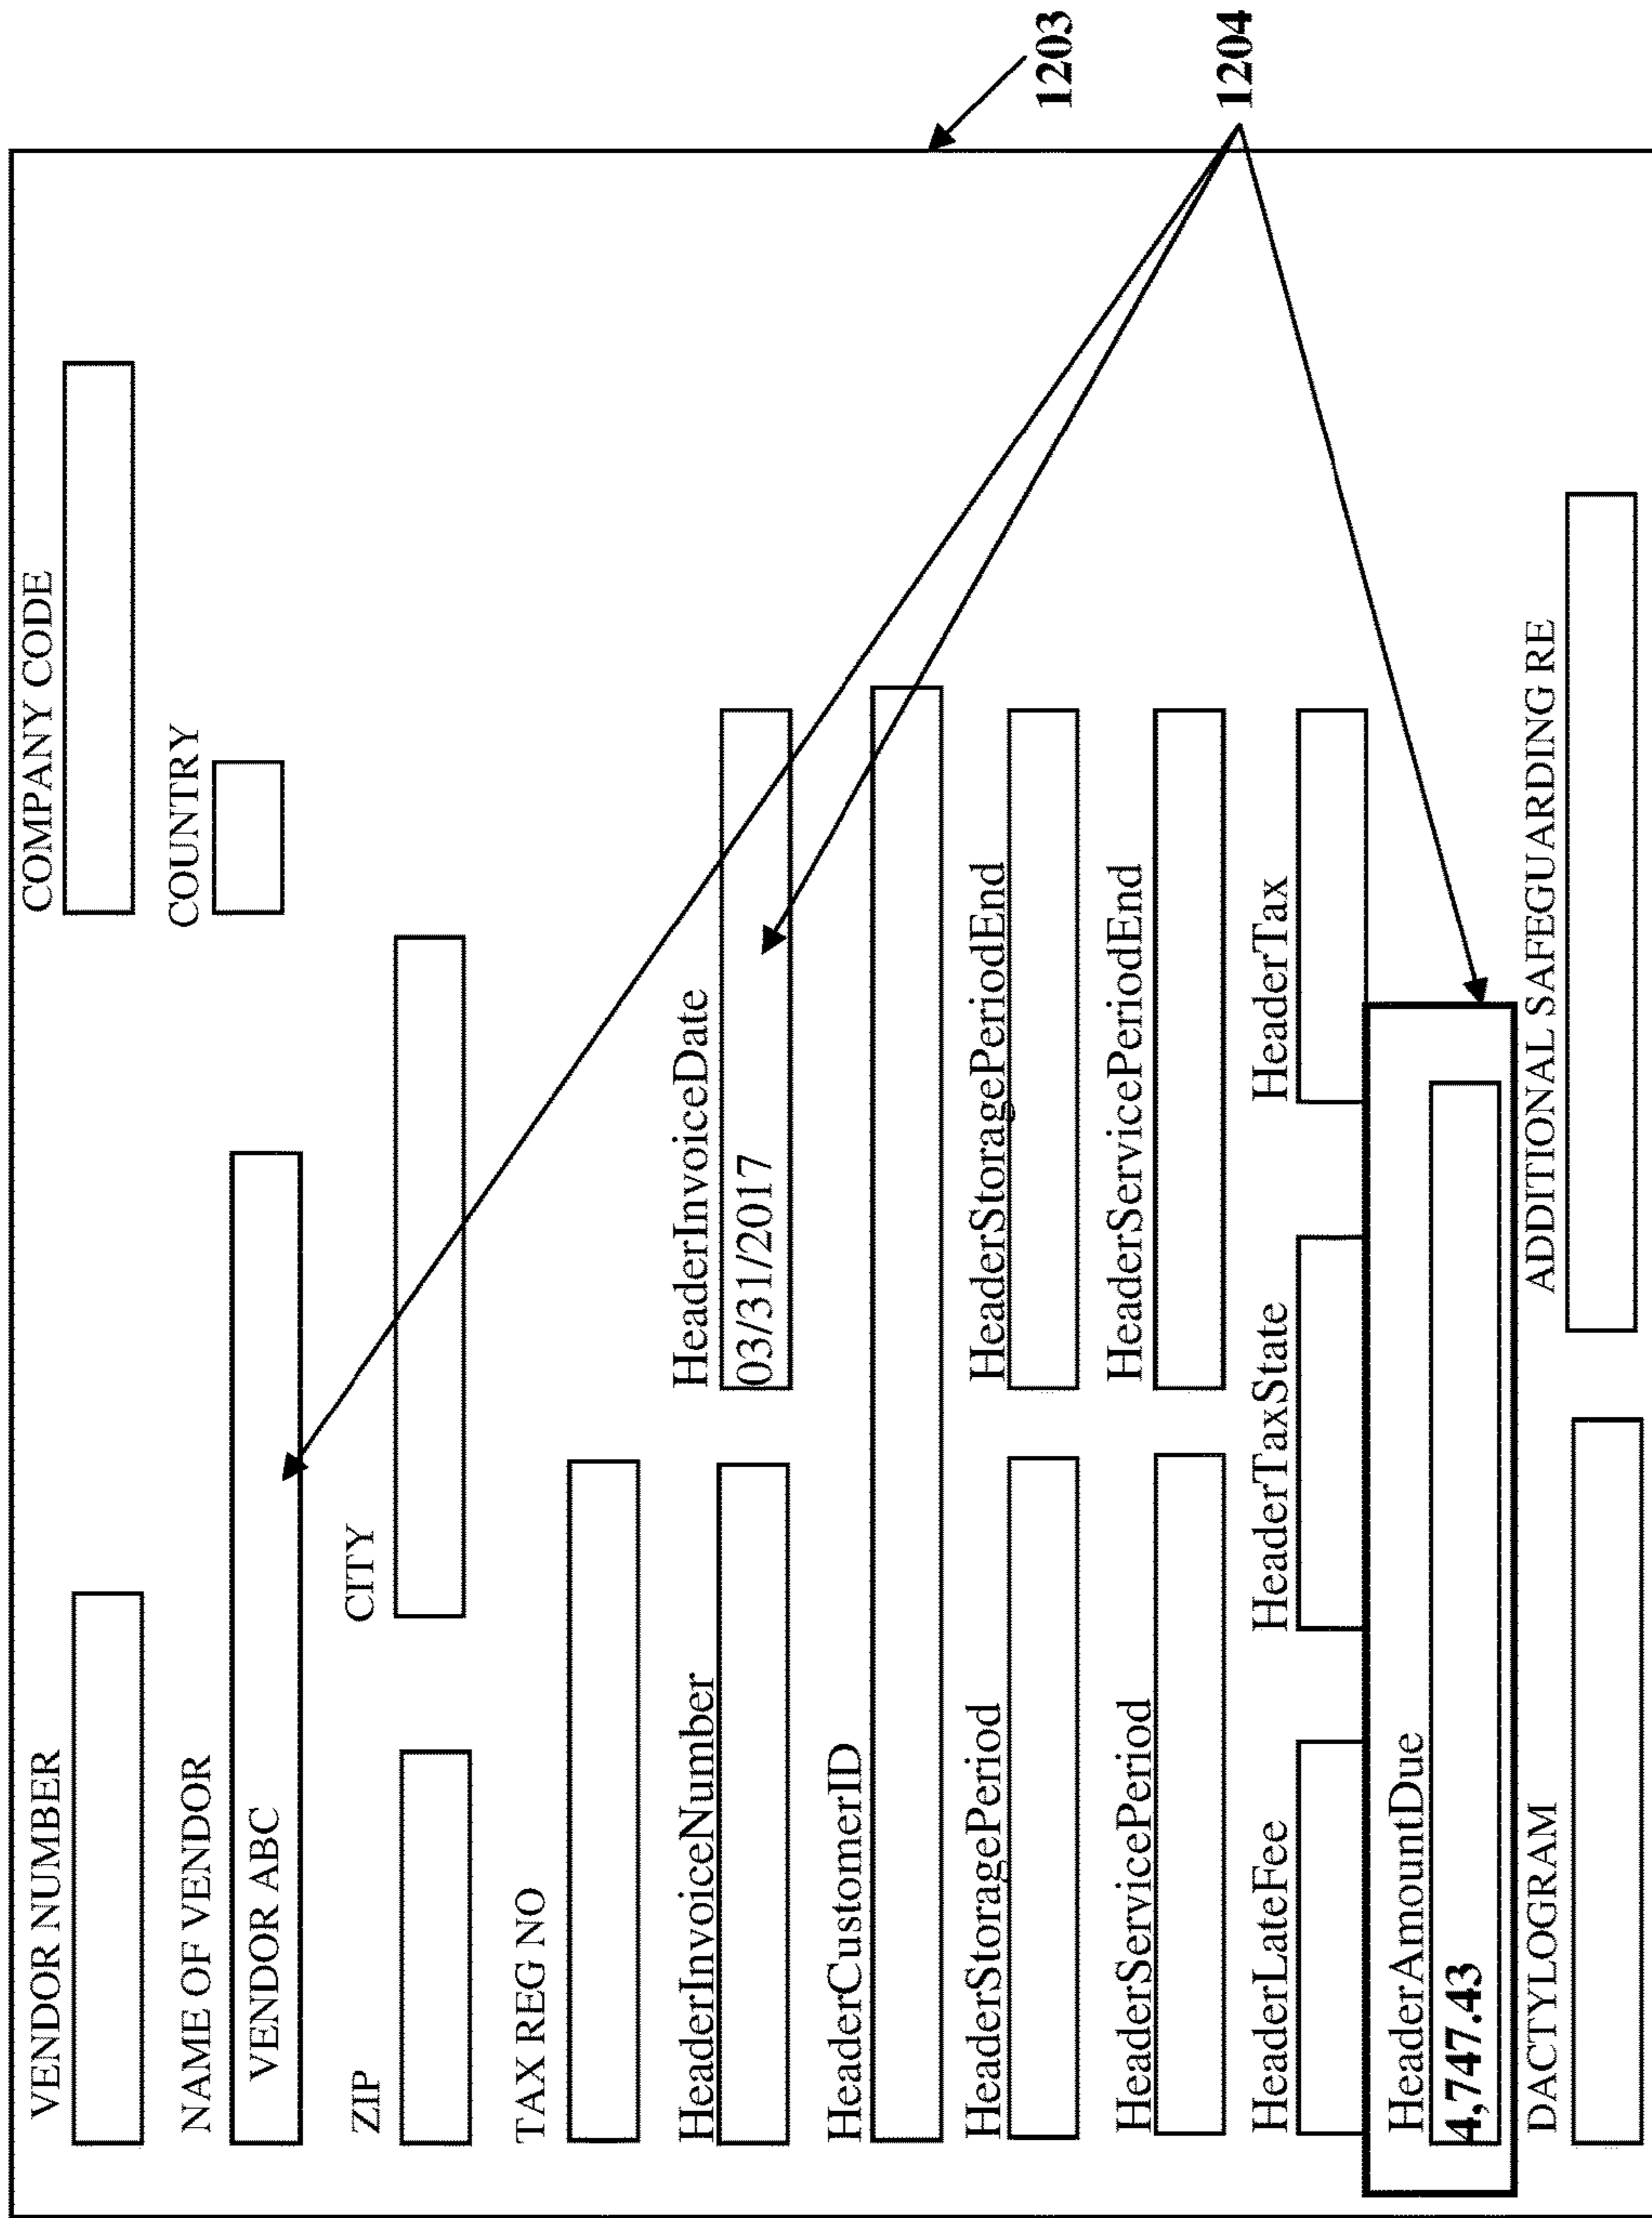 VENDOR NUMBER
COMPANY CODE
NAME OF VENDOR
COUNTRY
VENDOR ABC
ZIP
CITY
TAX REG NO
HeaderInvoiceNumber
HeaderInvoiceDate
03/31/2017
HeaderCustomerID
HeaderStoragePeriod
HeaderStoragePeriodEnd
HeaderServicePeriod
HeaderServicePeriodEnd
HeaderLateFee
HeaderTaxState
HeaderTax
HeaderAmountDue
4,747.43
DACTYLOGRAM
ADDITIONAL SAFEGUARDING RE
1203
1204